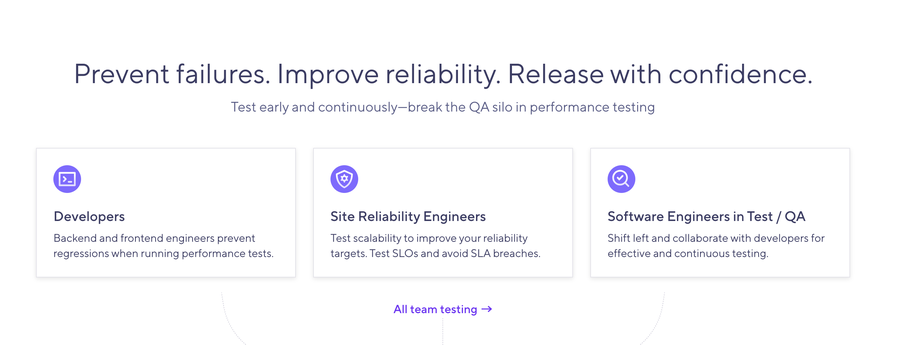 Prevent failures. Improve reliability. Release with confidence.
Test early and continuously—break the QA silo in performance testing
Developers
Backend and frontend engineers prevent
regressions when running performance tests.
Site Reliability Engineers
Test scalability to improve your reliability
targets. Test SLOs and avoid SLA breaches.
Software Engineers in Test / QA
Shift left and collaborate with developers for
effective and continuous testing.
All team testing →